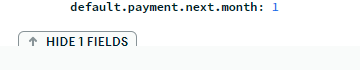 default.payment.next.month: 1
↑ HIDE 1 FIELDS